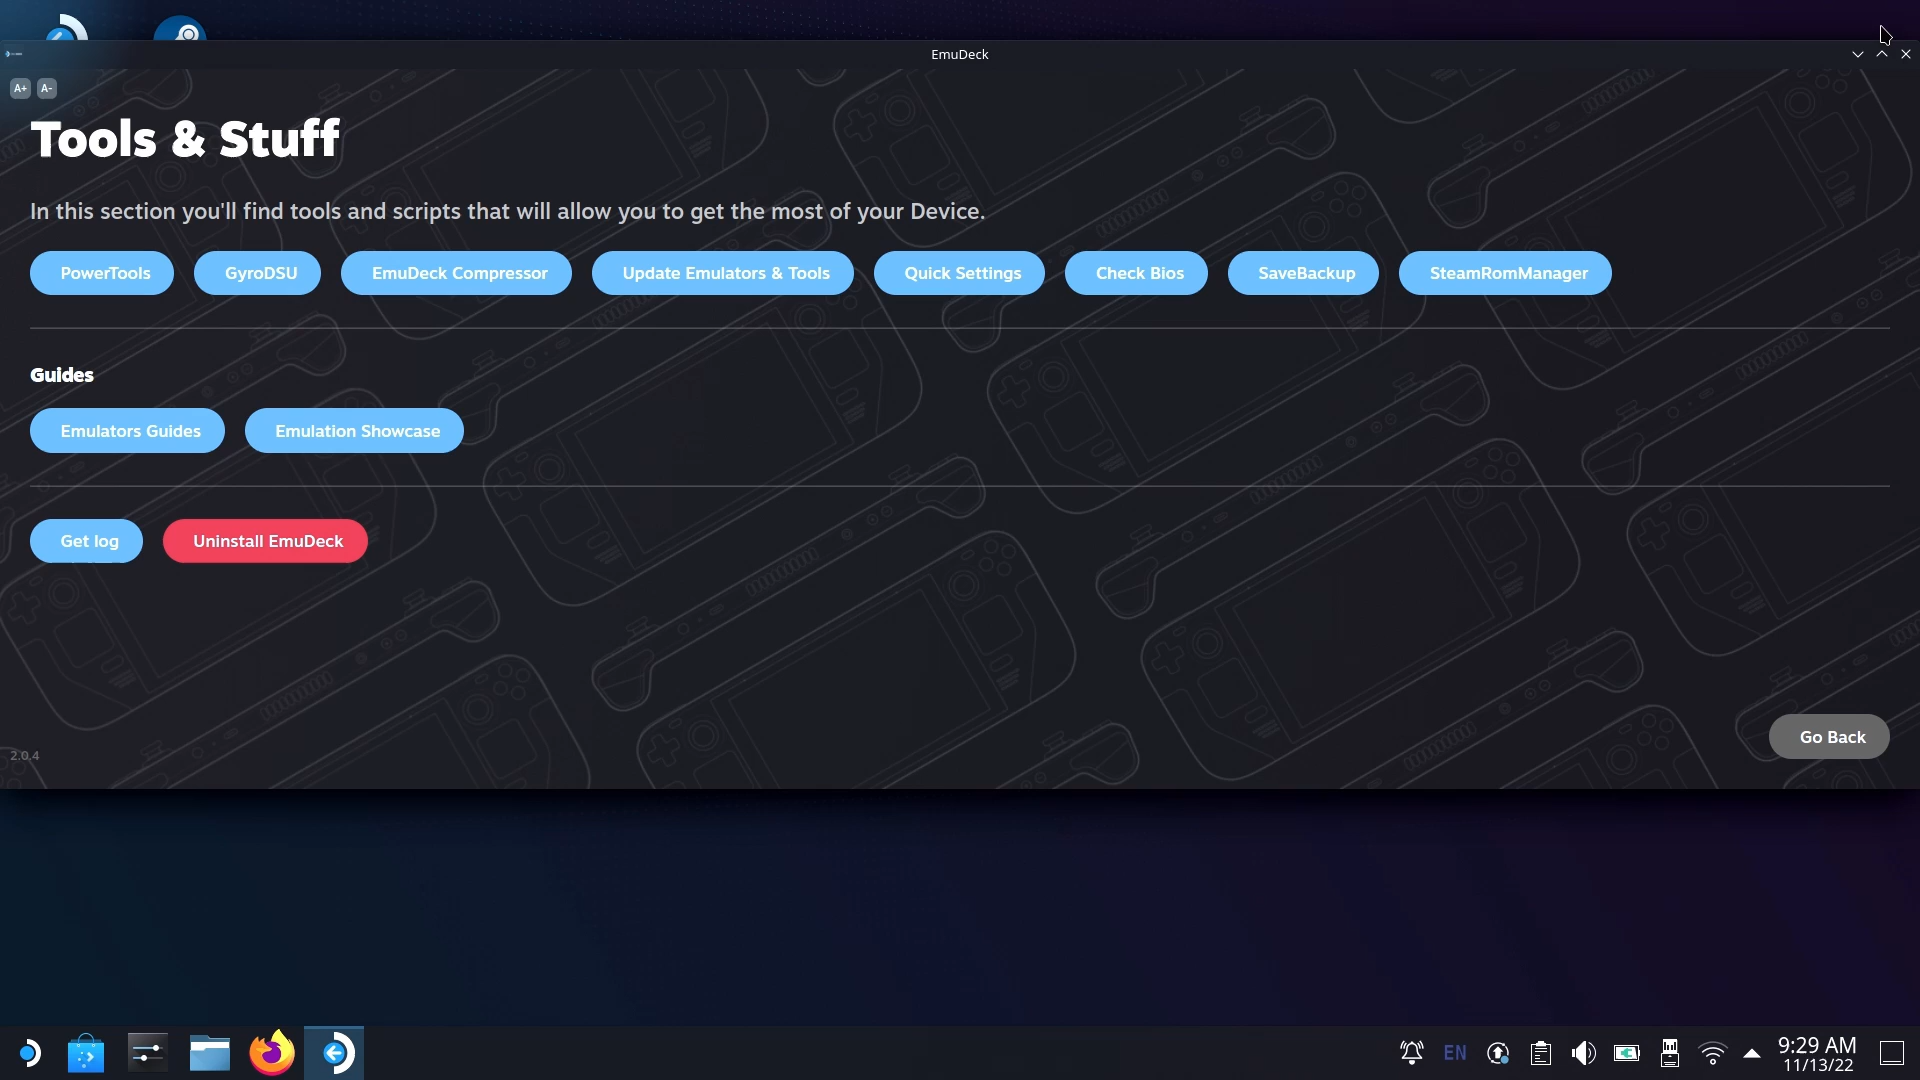 EmuDeck
A+ A-
Tools & Stuff
In this section you'll find tools and scripts that will allow you to get the most of your Device.
PowerTools GyroDSU EmuDeck Compressor Update Emulators & Tools Quick Settings Check Bios SaveBackup SteamRomManager
Guides
Emulators Guides Emulation Showcase
Get log Uninstall EmuDeck
Go Back
2.0.4
EN 9:29 AM
11/13/22